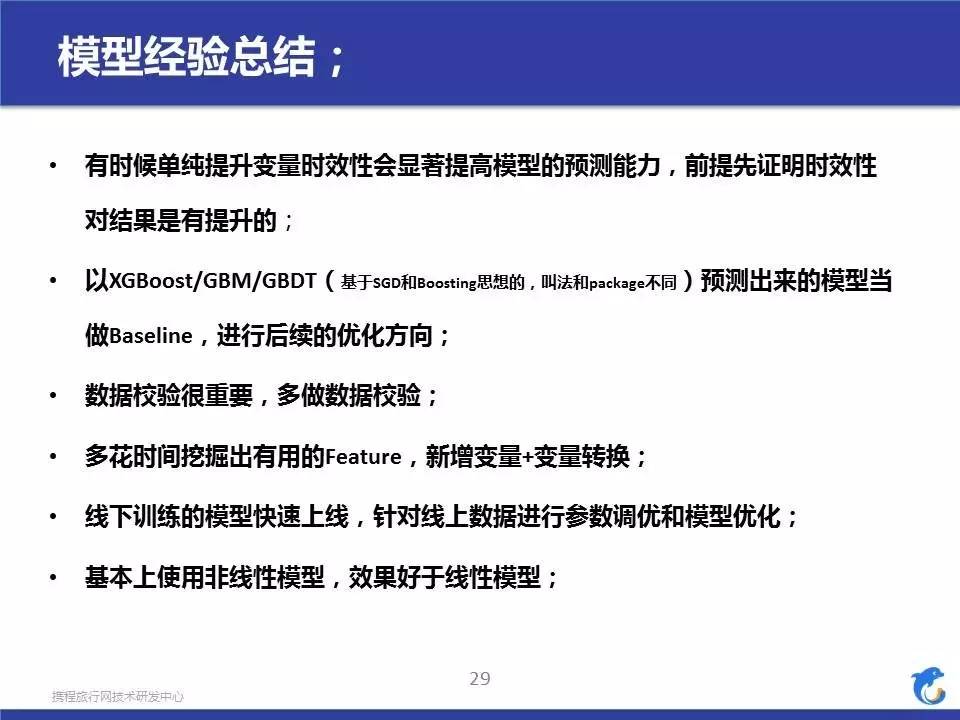 模型经验总结；
• 有时候单纯提升变量时效性会显著提高模型的预测能力，前提先证明时效性
对结果是有提升的；
• 以XGBoost/GBM/GBDT（基于SGD和Boosting思想的，叫法和package不同）预测出来的模型当
做Baseline，进行后续的优化方向；
• 数据校验很重要，多做数据校验；
• 多花时间挖掘出有用的Feature，新增变量+变量转换；
• 线下训练的模型快速上线，针对线上数据进行参数调优和模型优化；
• 基本上使用非线性模型，效果好于线性模型；
29
携程旅行网技术研发中心